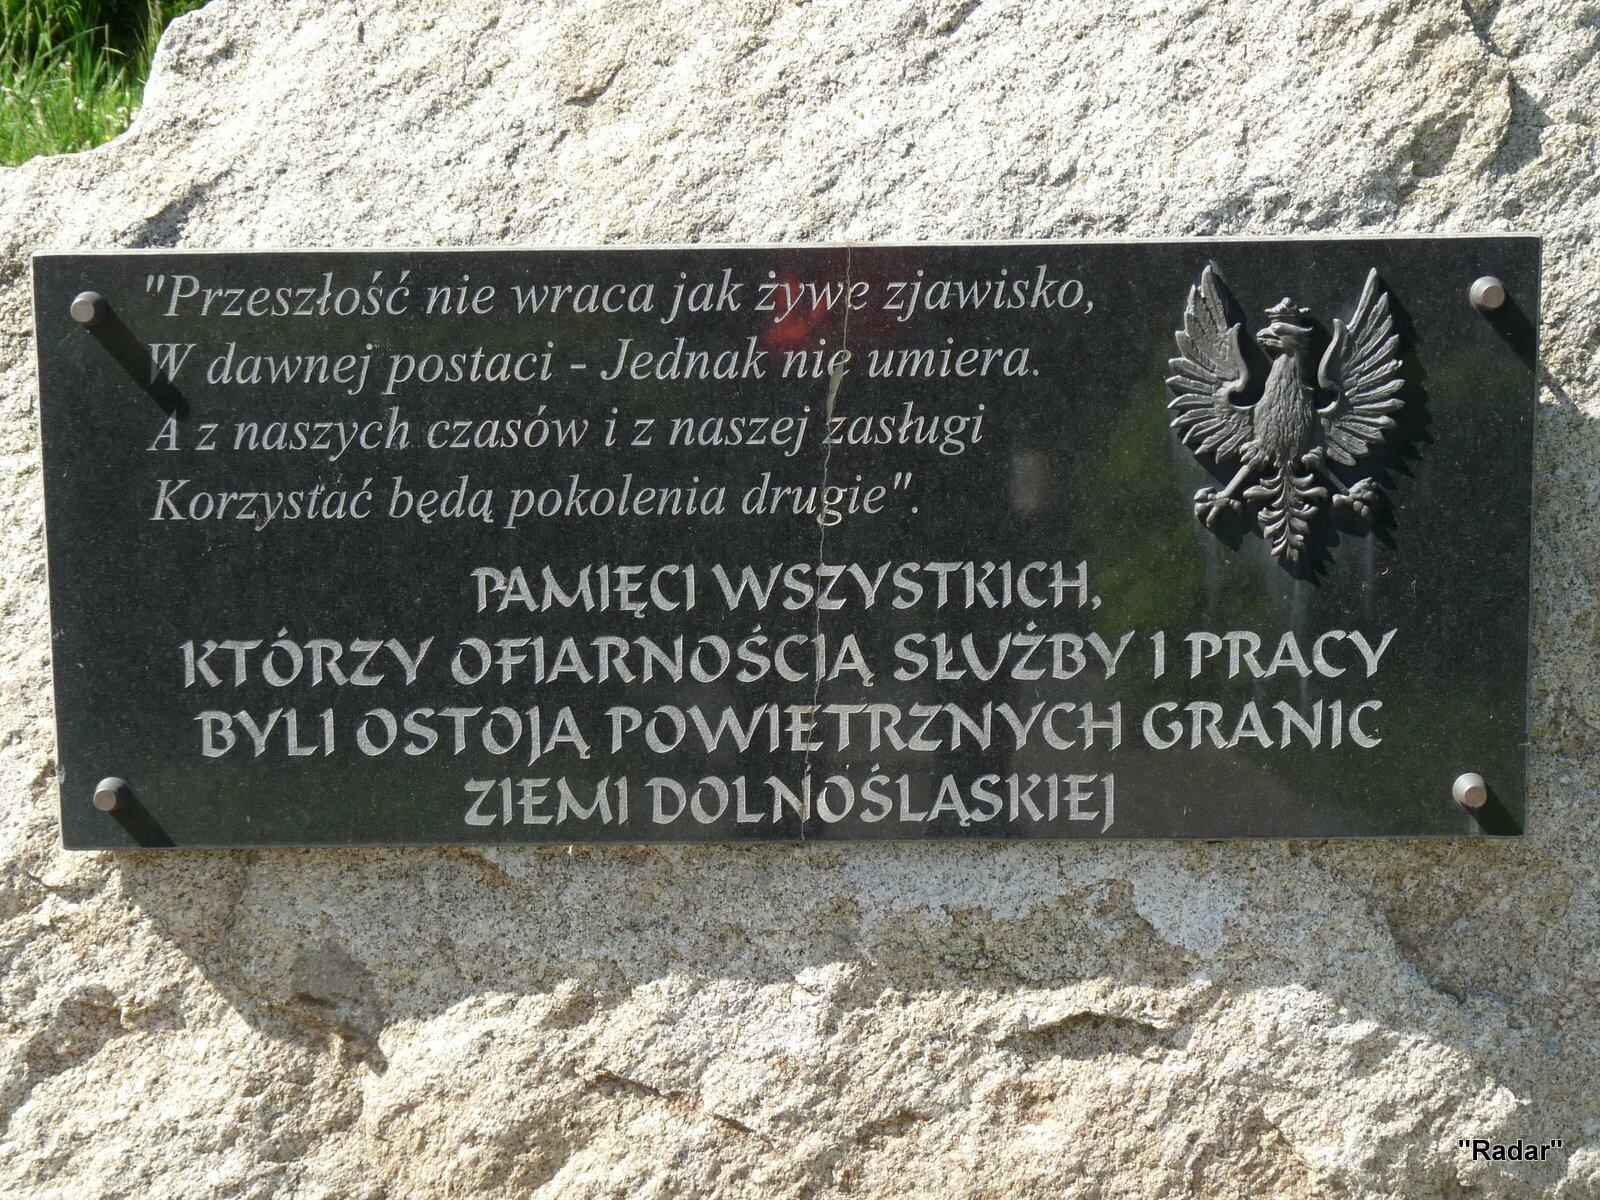 "Przeszłość nie wraca jak żywe zjawisko,
W dawnej postaci - Jednak nie umiera.
A z naszych czasów i z naszej zasługi
Korzystać będą pokolenia drugie".
PAMIĘCI WSZYSTKICH,
KTÓRZY OFIARNOŚCIĄ SŁUŻBY I PRACY
BYLI OSTOJĄ POWIETRZNYCH GRANIC
ZIEMI DOLNOŚLĄSKIEJ
"Radar"